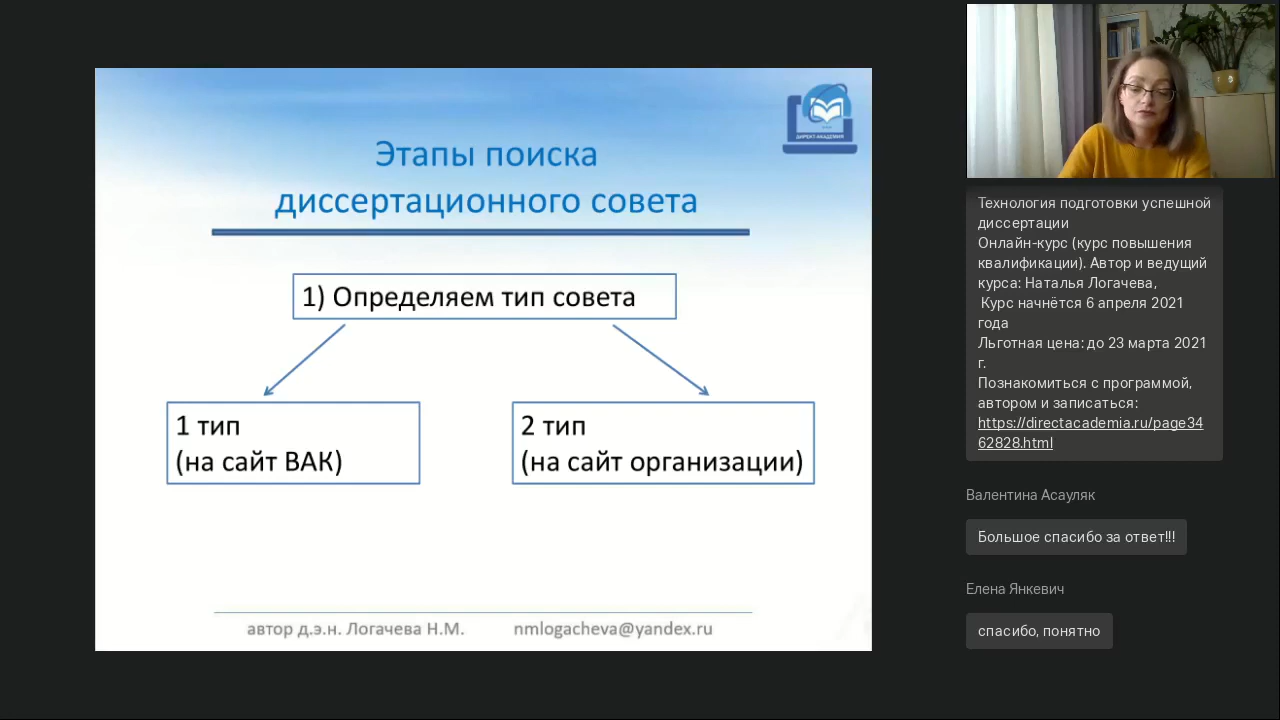 ДИРЕКТ-АКАДЕМИЯ
Этапы поиска
диссертационного совета
1) Определяем тип совета
1 тип
(на сайт ВАК)
2 тип
(на сайт организации)
автор д.э.н. Логачева Н.М.
nmlogacheva@yandex.ru
Технология подготовки успешной
диссертации
Онлайн-курс (курс повышения
квалификации). Автор и ведущий
курса: Наталья Логачева,
Курс начнётся 6 апреля 2021
года
Льготная цена: до 23 марта 2021
г.
Познакомиться с программой,
автором и записаться:
https://directacademia.ru/page34
62828.html
Валентина Асауляк
Большое спасибо за ответ!!!
Елена Янкевич
спасибо, понятно